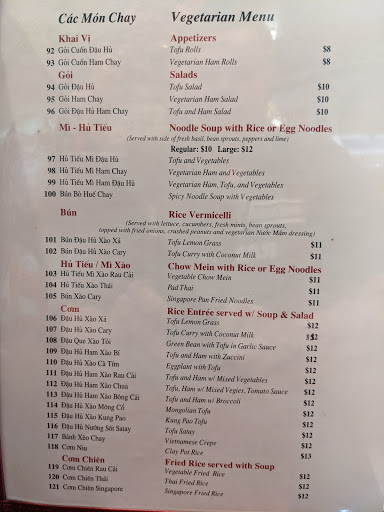 Các Món Chay Vegetarian Menu
Khai Vị Appetizers
92 Gỏi Cuốn Đậu Hủ Tofu Rolls $8
93 Gỏi Cuốn Ham Chay Vegetarian Ham Rolls $8
Gỏi Salads
94 Gỏi Đậu Hủ Tofu Salad $10
95 Gỏi Ham Chay Vegetarian Ham Salad $10
96 Gỏi Đậu Hủ Ham Chay Tofu and Ham Salad $10
Mì - Hủ Tiếu Noodle Soup with Rice or Egg Noodles
(Served with side of fresh basil, bean sprouts, peppers and lime)
Regular: $10 Large: $12
97 Hủ Tiếu Mì Đậu Hủ Tofu and Vegetables
98 Hủ Tiếu Mì Ham Chay Vegetarian Ham and Vegetables
99 Hủ Tiếu Mì Ham Đậu Hủ Vegetarian Ham, Tofu, and Vegetables
100 Bún Bò Huế Chay Spicy Noodle Soup with Vegetables
Bún Rice Vermicelli
(Served with lettuce, cucumbers, fresh mints, bean sprouts,
topped with fried onions, crushed peanuts and vegetarian Nước Mắm dressing)
101 Bún Đậu Hủ Xào Xả Tofu Lemon Grass $11
102 Bún Đậu Hủ Xào Cary Tofu Curry with Coconut Milk $11
Hủ Tiếu / Mì Xào Chow Mein with Rice or Egg Noodles
103 Hủ Tiếu Mì Xào Rau Cải Vegetable Chow Mein $11
104 Hủ Tiếu Xào Thái Pad Thai $11
105 Bún Xào Cary Singapore Pan Fried Noodles $11
Cơm Rice Entrée served w/ Soup & Salad
106 Đậu Hủ Xào Xả Tofu Lemon Grass $12
107 Đậu Hủ Xào Cary Tofu Curry with Coconut Milk $12
108 Đậu Que Xào Tỏi Green Bean with Tofu in Garlic Sauce $12
109 Đậu Hủ Ham Xào Bí Tofu and Ham with Zuccini $12
110 Đậu Hủ Xào Cà Tím Eggplant with Tofu $12
111 Đậu Hủ Ham Xào Rau Cải Tofu and Ham w/ Mixed Vegetables $12
112 Đậu Hủ Ham Xào Chua Tofu, Ham w/ Mixed Vegies, Tomato Sauce $12
113 Đậu Hủ Ham Xào Bông Cải Tofu and Ham w/ Broccoli $12
114 Đậu Hủ Xào Mông Cổ Mongolian Tofu $12
115 Đậu Hủ Xào Kung Pao Kung Pao Tofu $12
116 Đậu Hủ Nướng Sốt Satay Tofu Satay $12
117 Bánh Xèo Chay Vietnamese Crepe $12
118 Cơm Niu Clay Pot Rice $13
Cơm Chiên Fried Rice served with Soup
119 Cơm Chiên Rau Cải Vegetable Fried Rice $12
120 Cơm Chiên Thái Thai Fried Rice $12
121 Cơm Chiên Singapore Singapore Fried Rice $12